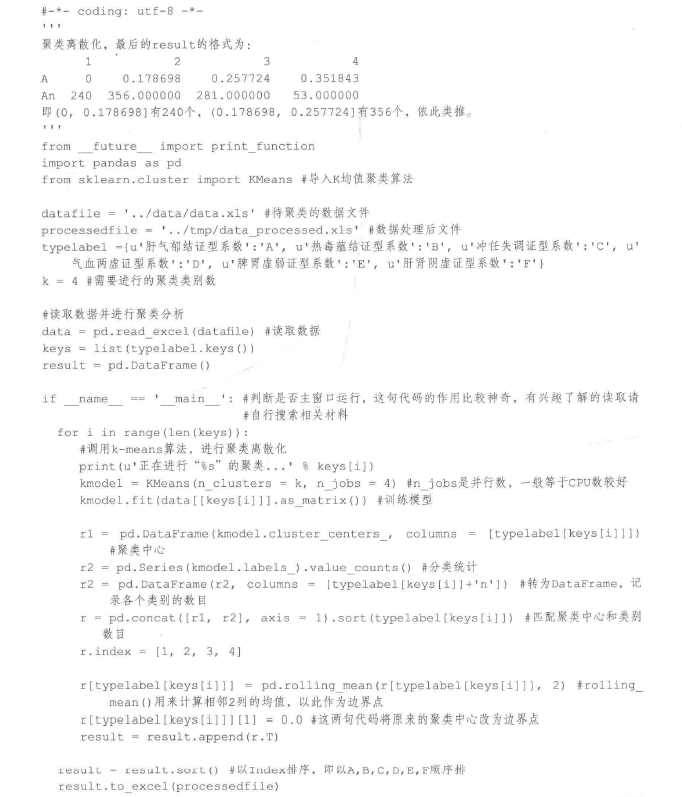 #-*- coding: utf-8 -*-
'''
聚类离散化，最后的result的格式为：
1 2 3 4
A 0 0.178698 0.257724 0.351843
An 240 356.000000 281.000000 53.000000
即(0, 0.178698]有240个，(0.178698, 0.257724]有356个，依此类推。
'''
from __future__ import print_function
import pandas as pd
from sklearn.cluster import KMeans #导入K均值聚类算法

datafile = '../data/data.xls' #待聚类的数据文件
processedfile = '../tmp/data_processed.xls' #数据处理后文件
typelabel ={u'肝气郁结证型系数':'A', u'热毒蕴结证型系数':'B', u'冲任失调证型系数':'C', u'
气血两虚证型系数':'D', u'脾胃虚弱证型系数':'E', u'肝肾阴虚证型系数':'F'}
k = 4 #需要进行的聚类类别数

#读取数据并进行聚类分析
data = pd.read_excel(datafile) #读取数据
keys = list(typelabel.keys())
result = pd.DataFrame()

if __name__ == '__main__': #判断是否主窗口运行，这句代码的作用比较神奇，有兴趣了解的读取请
#自行搜索相关材料
for i in range(len(keys)):
#调用k-means算法，进行聚类离散化
print(u'正在进行“%s”的聚类...' % keys[i])
kmodel = KMeans(n_clusters = k, n_jobs = 4) #n_jobs是并行数，一般等于CPU数较好
kmodel.fit(data[[keys[i]]].as_matrix()) #训练模型

r1 = pd.DataFrame(kmodel.cluster_centers_, columns = [typelabel[keys[i]]])
#聚类中心
r2 = pd.Series(kmodel.labels_).value_counts() #分类统计
r2 = pd.DataFrame(r2, columns = [typelabel[keys[i]]+'n']) #转为DataFrame，记
录各个类别的数目
r = pd.concat([r1, r2], axis = 1).sort(typelabel[keys[i]]) #匹配聚类中心和类别
数目
r.index = [1, 2, 3, 4]

r[typelabel[keys[i]]] = pd.rolling_mean(r[typelabel[keys[i]]], 2) #rolling_
mean()用来计算相邻2列的均值，以此作为边界点
r[typelabel[keys[i]]][1] = 0.0 #这两句代码将原来的聚类中心改为边界点
result = result.append(r.T)

result = result.sort() #以Index排序，即以A,B,C,D,E,F顺序排
result.to_excel(processedfile)